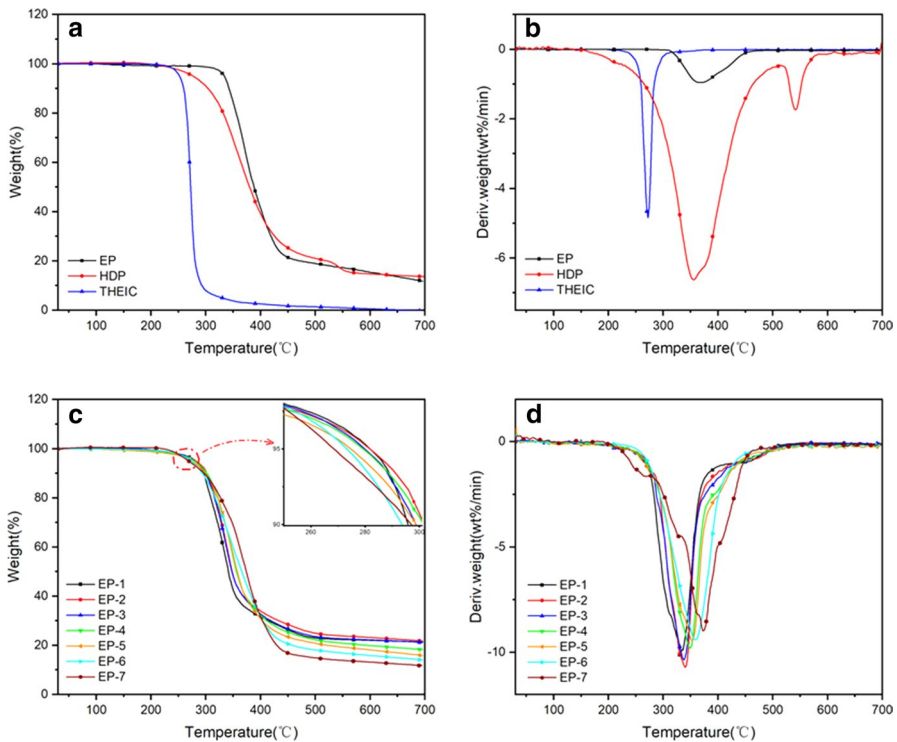 a
120
100
80
60
40
20
0
Weight(%)
EP
HDP
THEIC
100 200 300 400 500 600 700
Temperature(℃)
b
0
-2
-4
-6
Deriv.weight(wt%/min)
EP
HDP
THEIC
100 200 300 400 500 600 700
Temperature(℃)
c
120
100
80
60
40
20
0
Weight(%)
95
90
260 280 300
EP-1
EP-2
EP-3
EP-4
EP-5
EP-6
EP-7
100 200 300 400 500 600 700
Temperature(℃)
d
0
-5
-10
Deriv.weight(wt%/min)
EP-1
EP-2
EP-3
EP-4
EP-5
EP-6
EP-7
100 200 300 400 500 600 700
Temperature(℃)